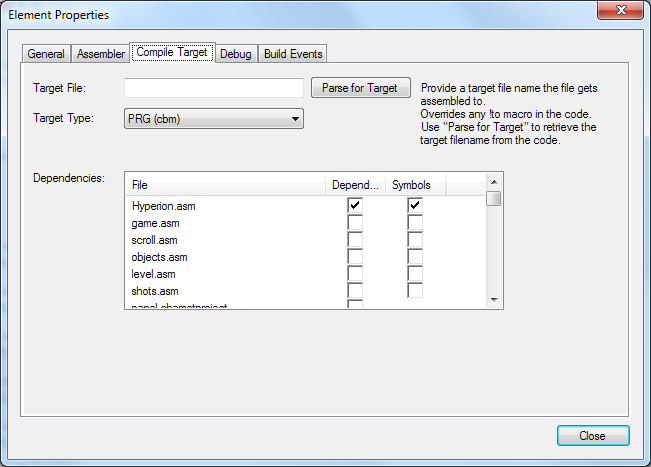 Element Properties
General Assembler Compile Target Debug Build Events
Target File: Parse for Target
Provide a target file name the file gets
assembled to.
Overrides any !to macro in the code.
Use "Parse for Target" to retrieve the
target filename from the code.
Target Type: PRG (cbm)
Dependencies:
File Depend... Symbols
Hyperion.asm
game.asm
scroll.asm
objects.asm
level.asm
shots.asm
Close